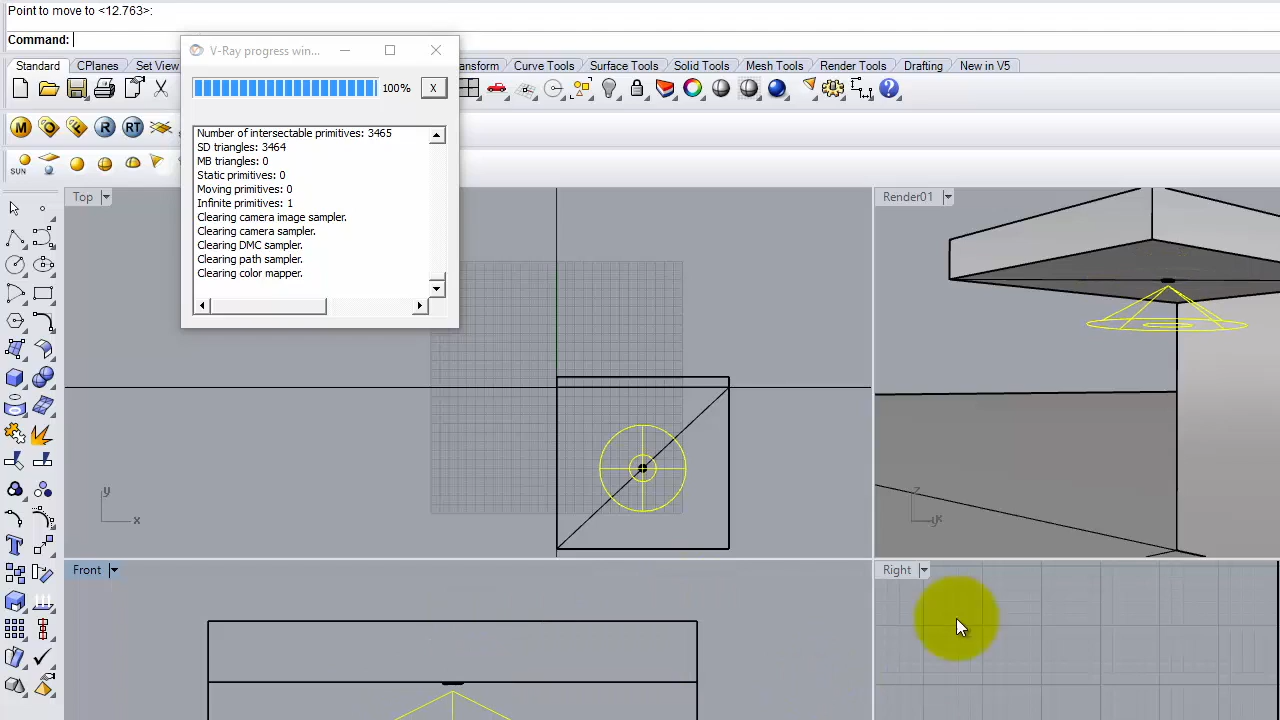 Point to move to <12.763>:
Command:
V-Ray progress win...
Standard
CPlanes
Set View
ansform
Curve Tools
Surface Tools
Solid Tools
Mesh Tools
Render Tools
Drafting
New in V5
100%
X
M
R
RT
SUN
Number of intersectable primitives: 3465
SD triangles: 3464
MB triangles: 0
Static primitives: 0
Moving primitives: 0
Infinite primitives: 1
Clearing camera image sampler.
Clearing camera sampler.
Clearing DMC sampler.
Clearing path sampler.
Clearing color mapper.
Top
Render01
y
x
z
Front
Right